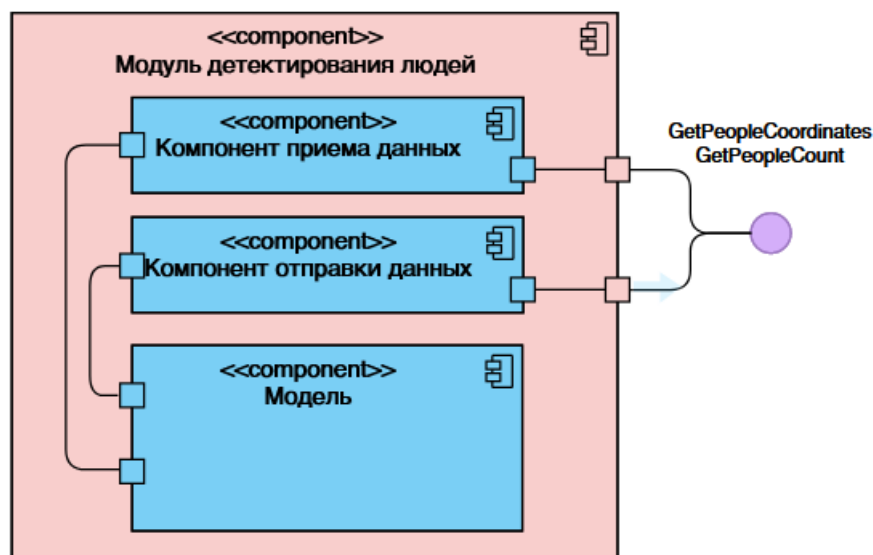 <<component>>
Модуль детектирования людей
<<component>>
Компонент приема данных
GetPeopleCoordinates
GetPeopleCount
<<component>>
Компонент отправки данных
<<component>>
Модель